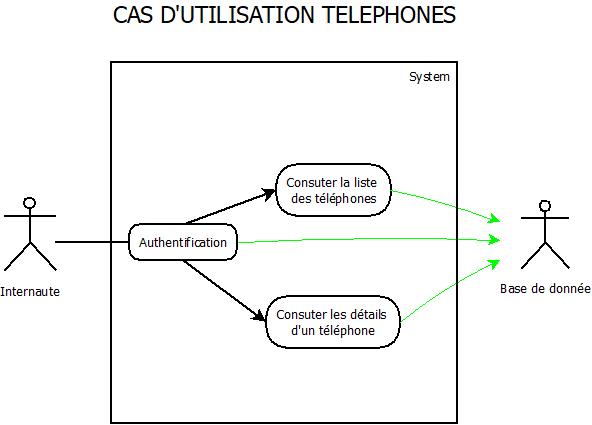 CAS D'UTILISATION TELEPHONES
System
Consuter la liste
des téléphones
Authentification
Internaute
Base de donnée
Consuter les détails
d'un téléphone